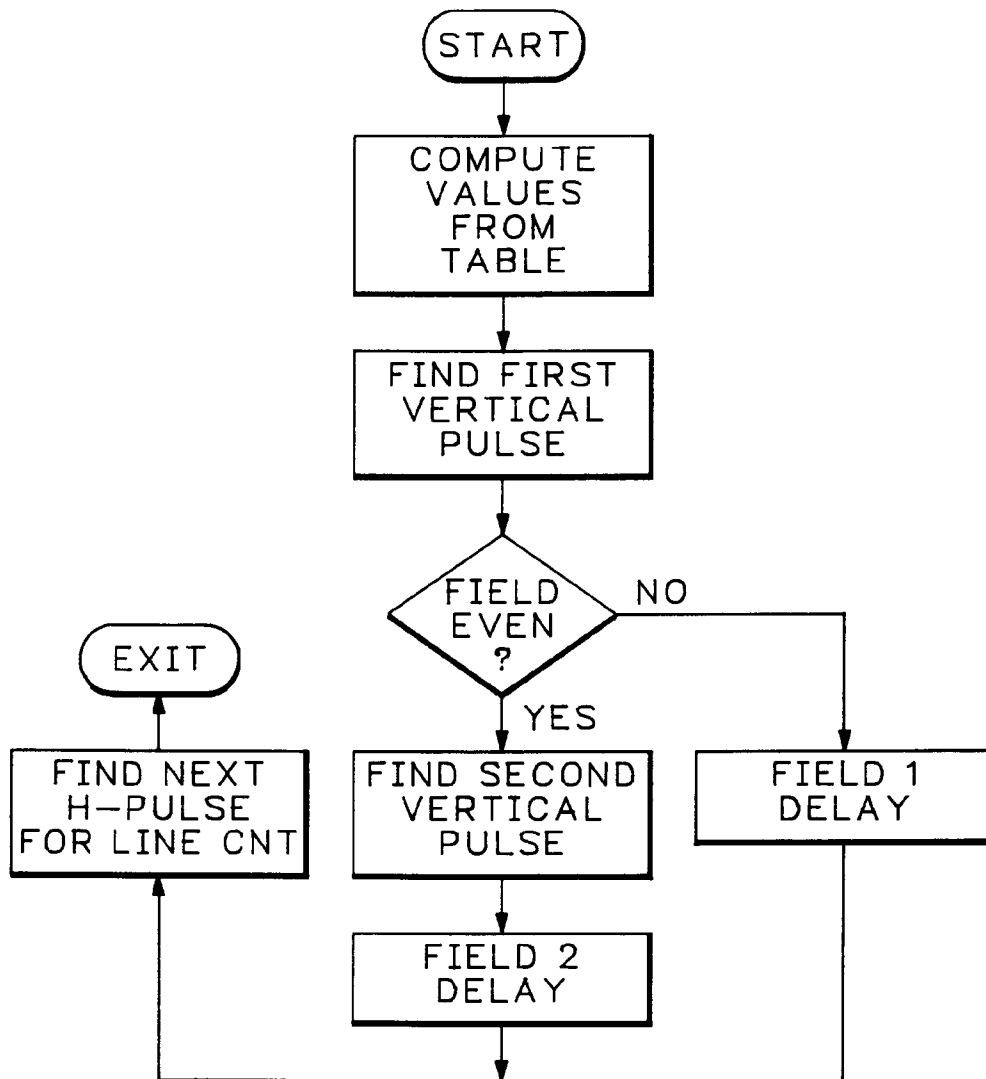 START
COMPUTE
VALUES
FROM
TABLE
FIND FIRST
VERTICAL
PULSE
FIELD
EVEN
?
NO
YES
EXIT
FIND NEXT
H-PULSE
FOR LINE CNT
FIND SECOND
VERTICAL
PULSE
FIELD 1
DELAY
FIELD 2
DELAY